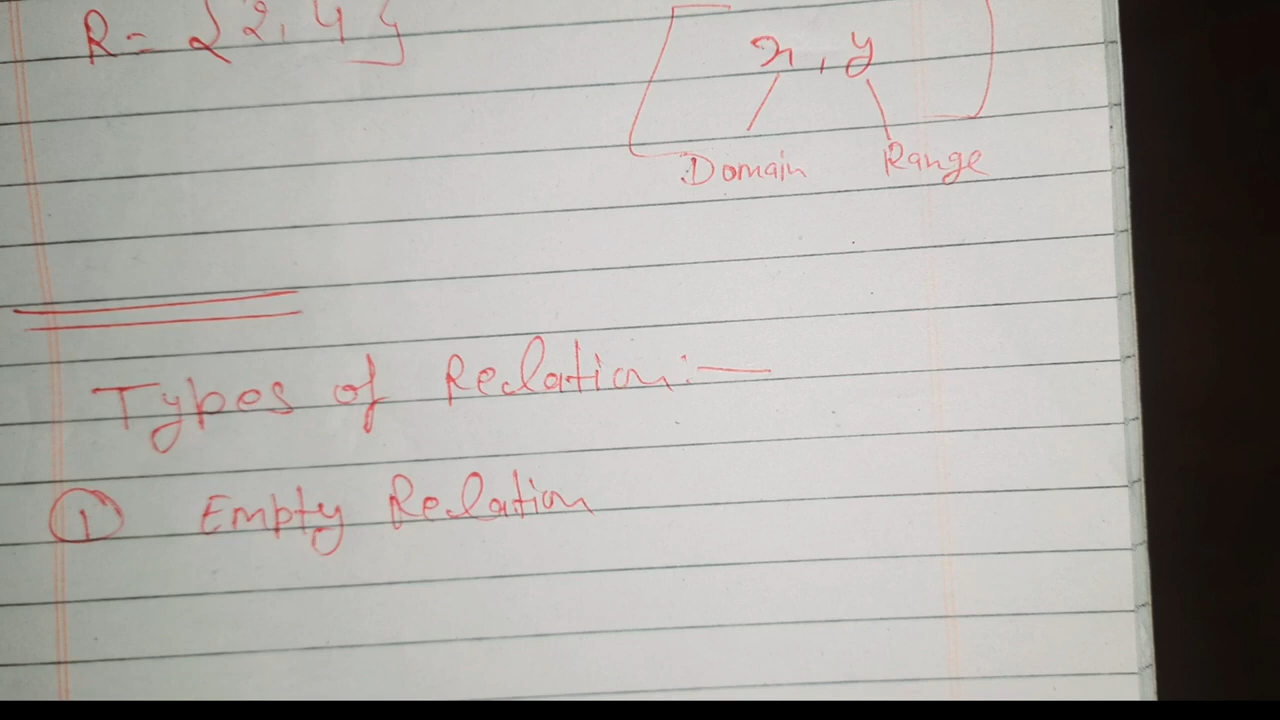 R = {2, 4}
x, y
Domain Range
Types of Relation:—
① Empty Relation